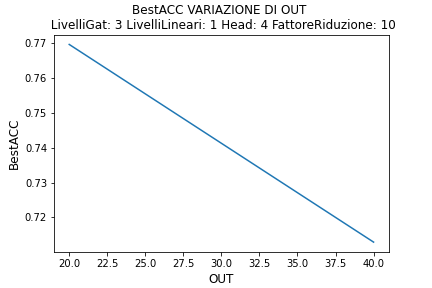 BestACC VARIAZIONE DI OUT
LivelliGat: 3 LivelliLineari: 1 Head: 4 FattoreRiduzione: 10
0.77
0.76
0.75
0.74
0.73
0.72
BestACC
20.0 22.5 25.0 27.5 30.0 32.5 35.0 37.5 40.0
OUT